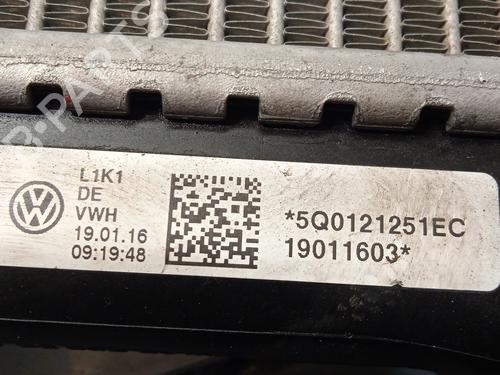 B-PARTS
L1K1
DE
VWH
19.01.16
09:19:48
*5Q0121251EC
19011603*